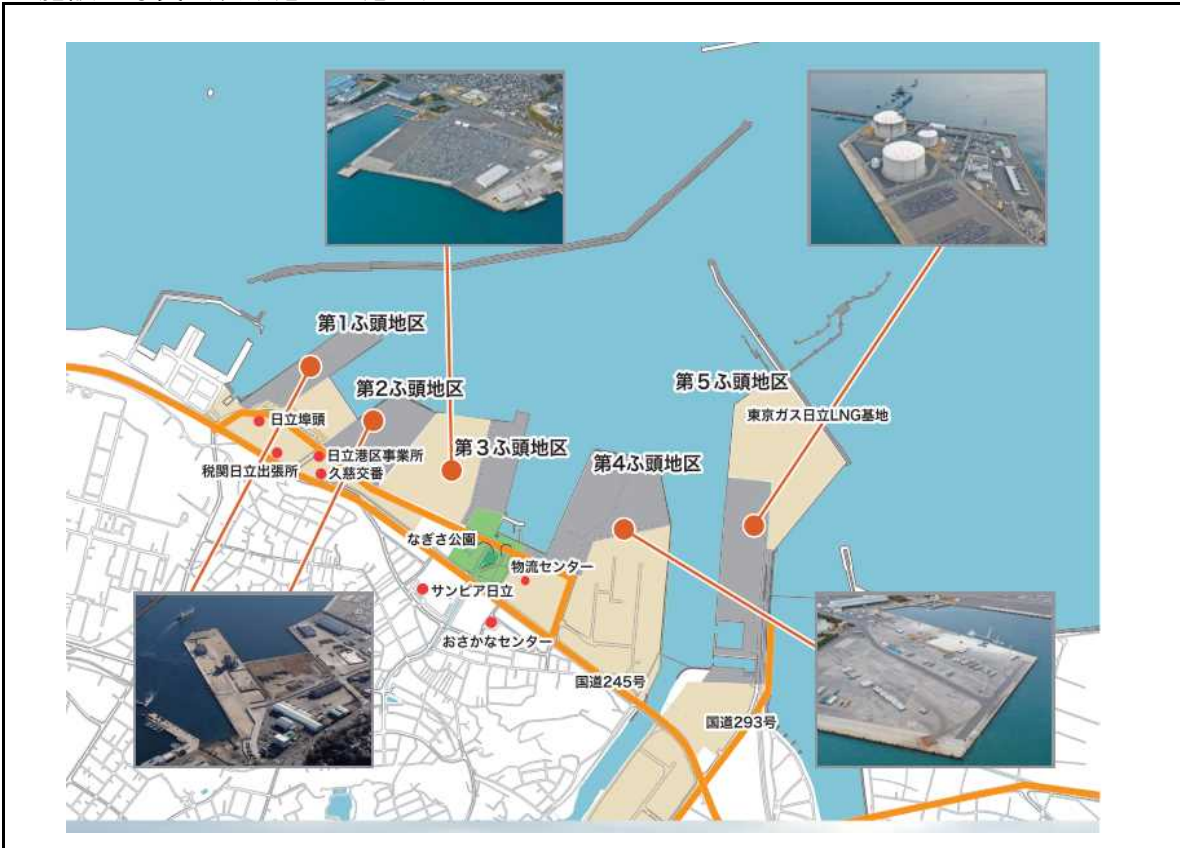 第1ふ頭地区
第2ふ頭地区
第５ふ頭地区
東京ガス日立LNG基地
日立埠頭
第３ふ頭地区
日立港区事業所
税関日立出張所
久慈交番
第4ふ頭地区
なぎさ公園
物流センター
サンピア日立
おさかなセンター
国道245号
国道293号